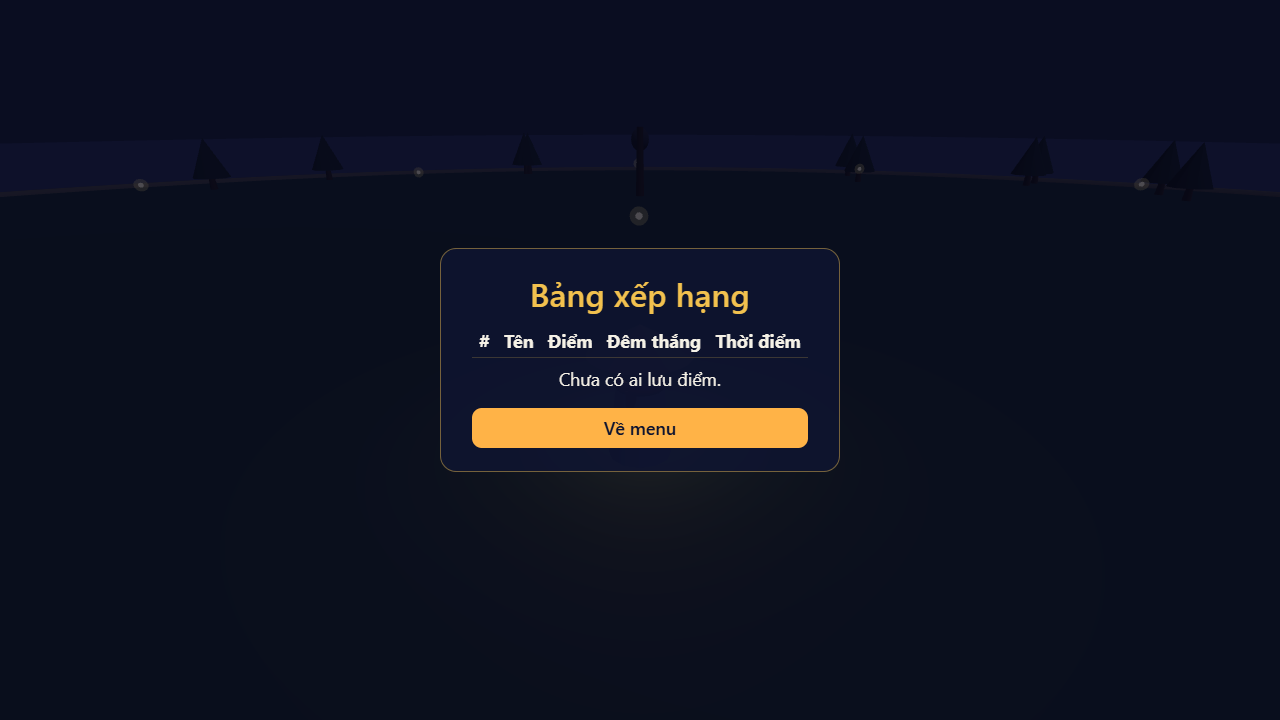 Bảng xếp hạng
# Tên Điểm Đêm thắng Thời điểm
Chưa có ai lưu điểm.
Về menu